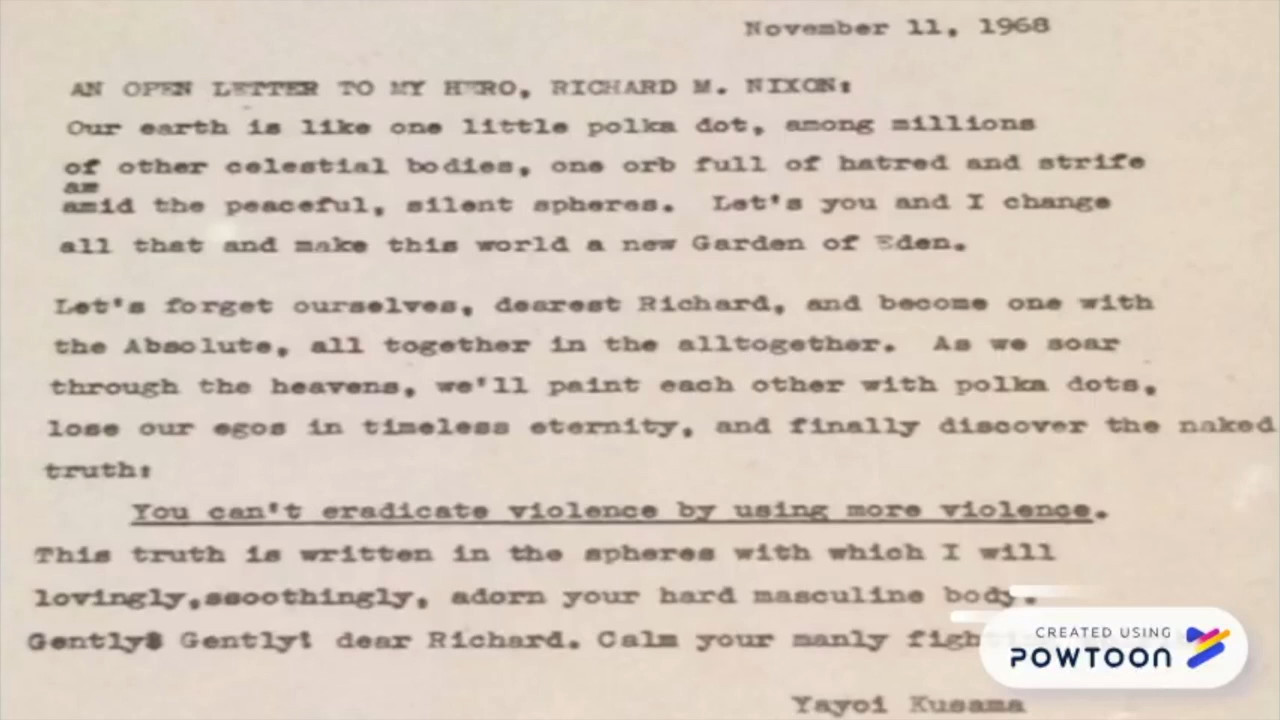 November 11, 1968
AN OPEN LETTER TO MY HERO, RICHARD M. NIXON:
Our earth is like one little polka dot, among millions
of other celestial bodies, one orb full of hatred and strife
am
amid the peaceful, silent spheres. Let's you and I change
all that and make this world a new Garden of Eden.
Let's forget ourselves, dearest Richard, and become one with
the Absolute, all together in the alltogether. As we soar
through the heavens, we'll paint each other with polka dots,
lose our egos in timeless eternity, and finally discover the naked
truth:
You can't eradicate violence by using more violence.
This truth is written in the spheres with which I will
lovingly,ssoothingly, adorn your hard masculine body.
Gently! Gently! dear Richard. Calm your manly
Yayoi Kusama
CREATED USING
POWTOON